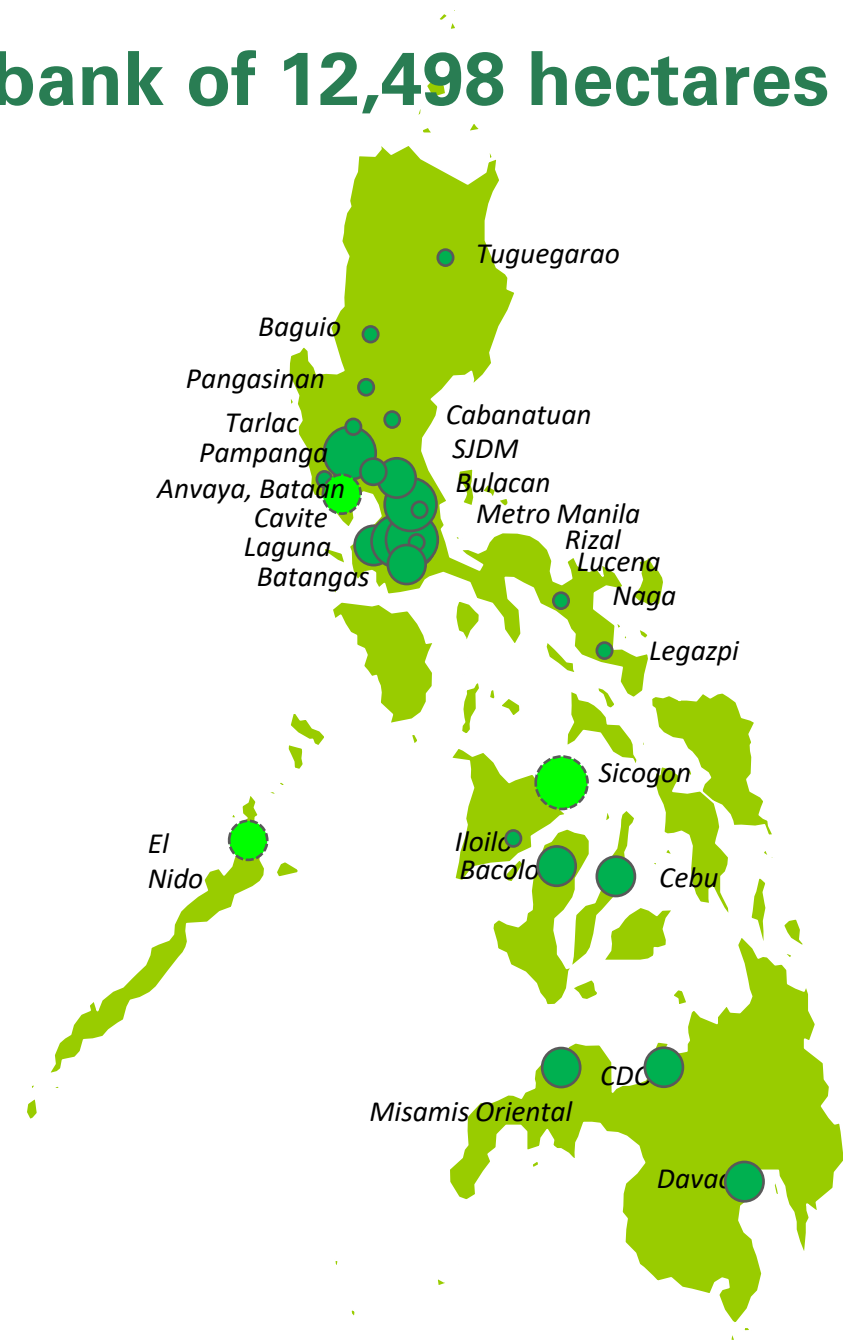 bank of 12,498 hectares
Tuguegarao
Baguio
Pangasinan
Tarlac
Cabanatuan
Pampanga
SJDM
Anvaya, Bataan
Bulacan
Cavite
Metro Manila
Laguna
Rizal
Batangas
Lucena
Naga
Legazpi
Sicogon
Iloilo
El
Nido
Bacolo
Cebu
CDO
Misamis Oriental
Davao